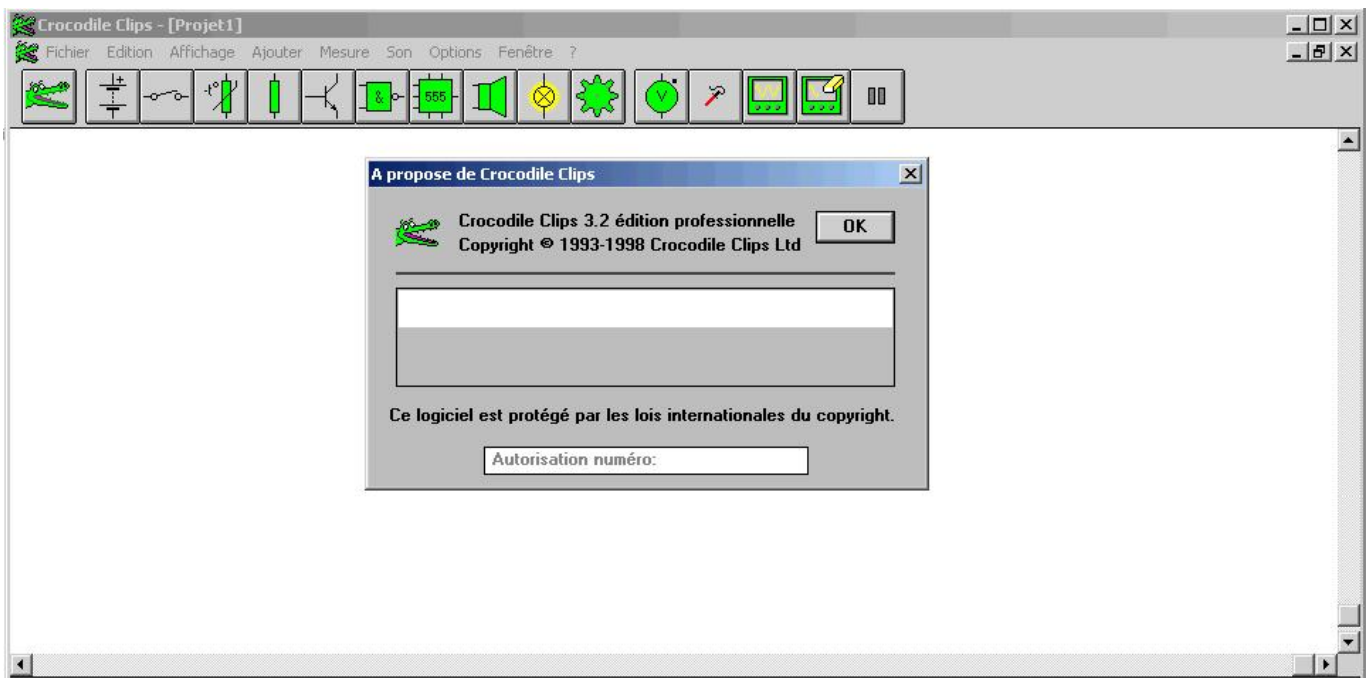 Crocodile Clips - [Projet1]
Fichier Edition Affichage Ajouter Mesure Son Options Fenêtre ?
-t° & 555 V
A propose de Crocodile Clips
Crocodile Clips 3.2 édition professionnelle
OK
Copyright © 1993-1998 Crocodile Clips Ltd
Ce logiciel est protégé par les lois internationales du copyright.
Autorisation numéro: